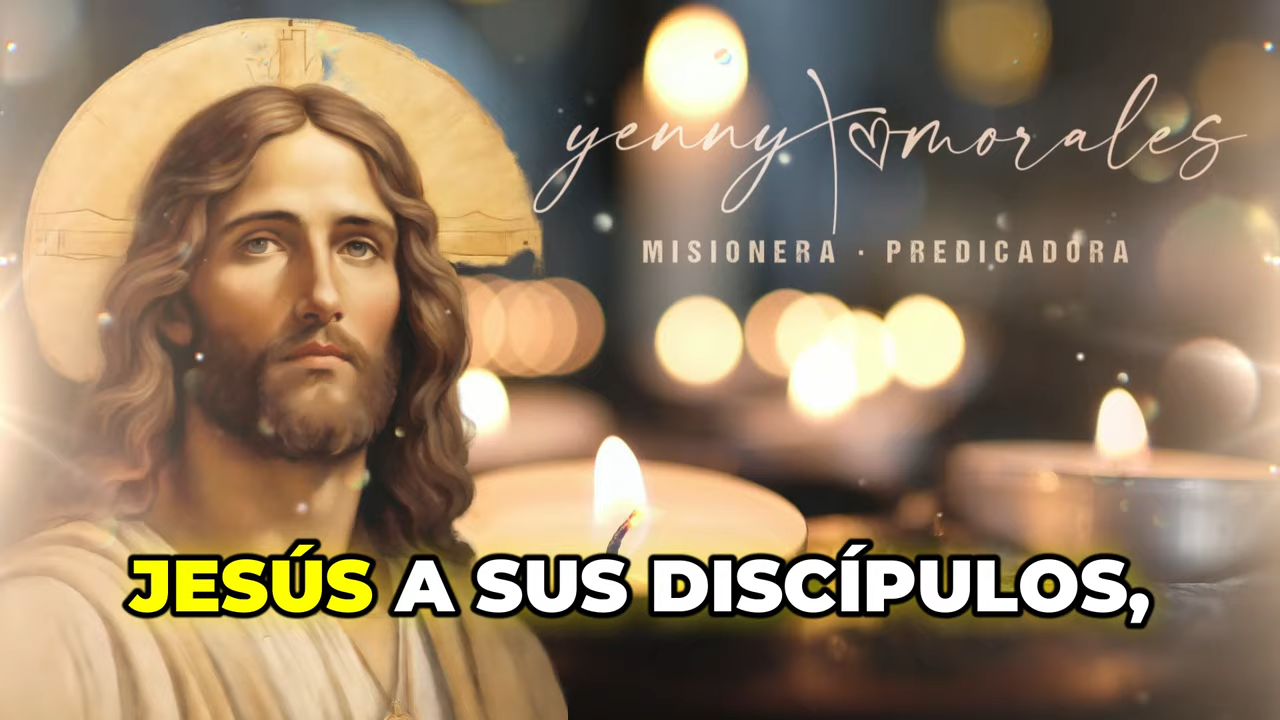 yenny morales
MISIONERA · PREDICADORA
JESÚS A SUS DISCÍPULOS,